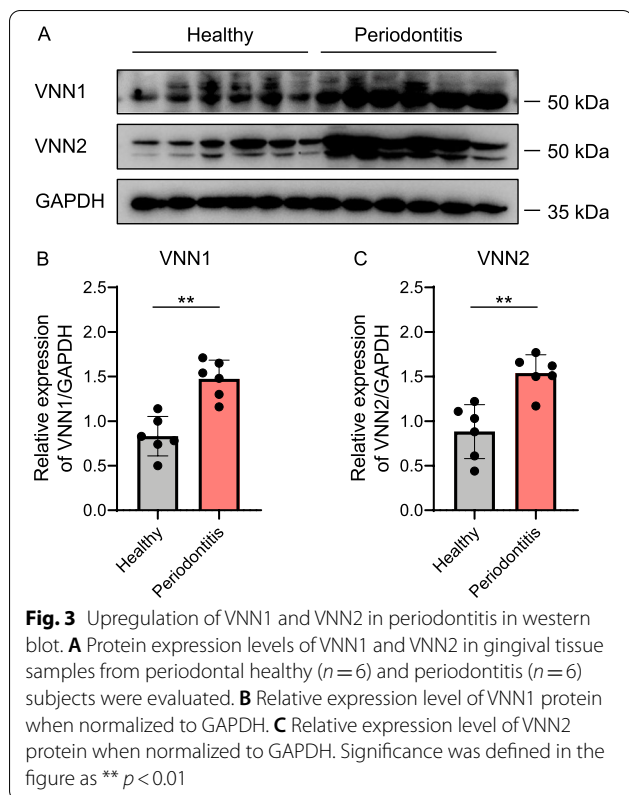 A
Healthy
Periodontitis
VNN1
50 kDa
VNN2
50 kDa
GAPDH
35 kDa
B
VNN1
**
Relative expression
of VNN1/GAPDH
2.5
2.0
1.5
1.0
0.5
0.0
Healthy
Periodontitis
C
VNN2
**
Relative expression
of VNN2/GAPDH
2.5
2.0
1.5
1.0
0.5
0.0
Healthy
Periodontitis
Fig. 3 Upregulation of VNN1 and VNN2 in periodontitis in western
blot. A Protein expression levels of VNN1 and VNN2 in gingival tissue
samples from periodontal healthy (n = 6) and periodontitis (n = 6)
subjects were evaluated. B Relative expression level of VNN1 protein
when normalized to GAPDH. C Relative expression level of VNN2
protein when normalized to GAPDH. Significance was defined in the
figure as ** p < 0.01